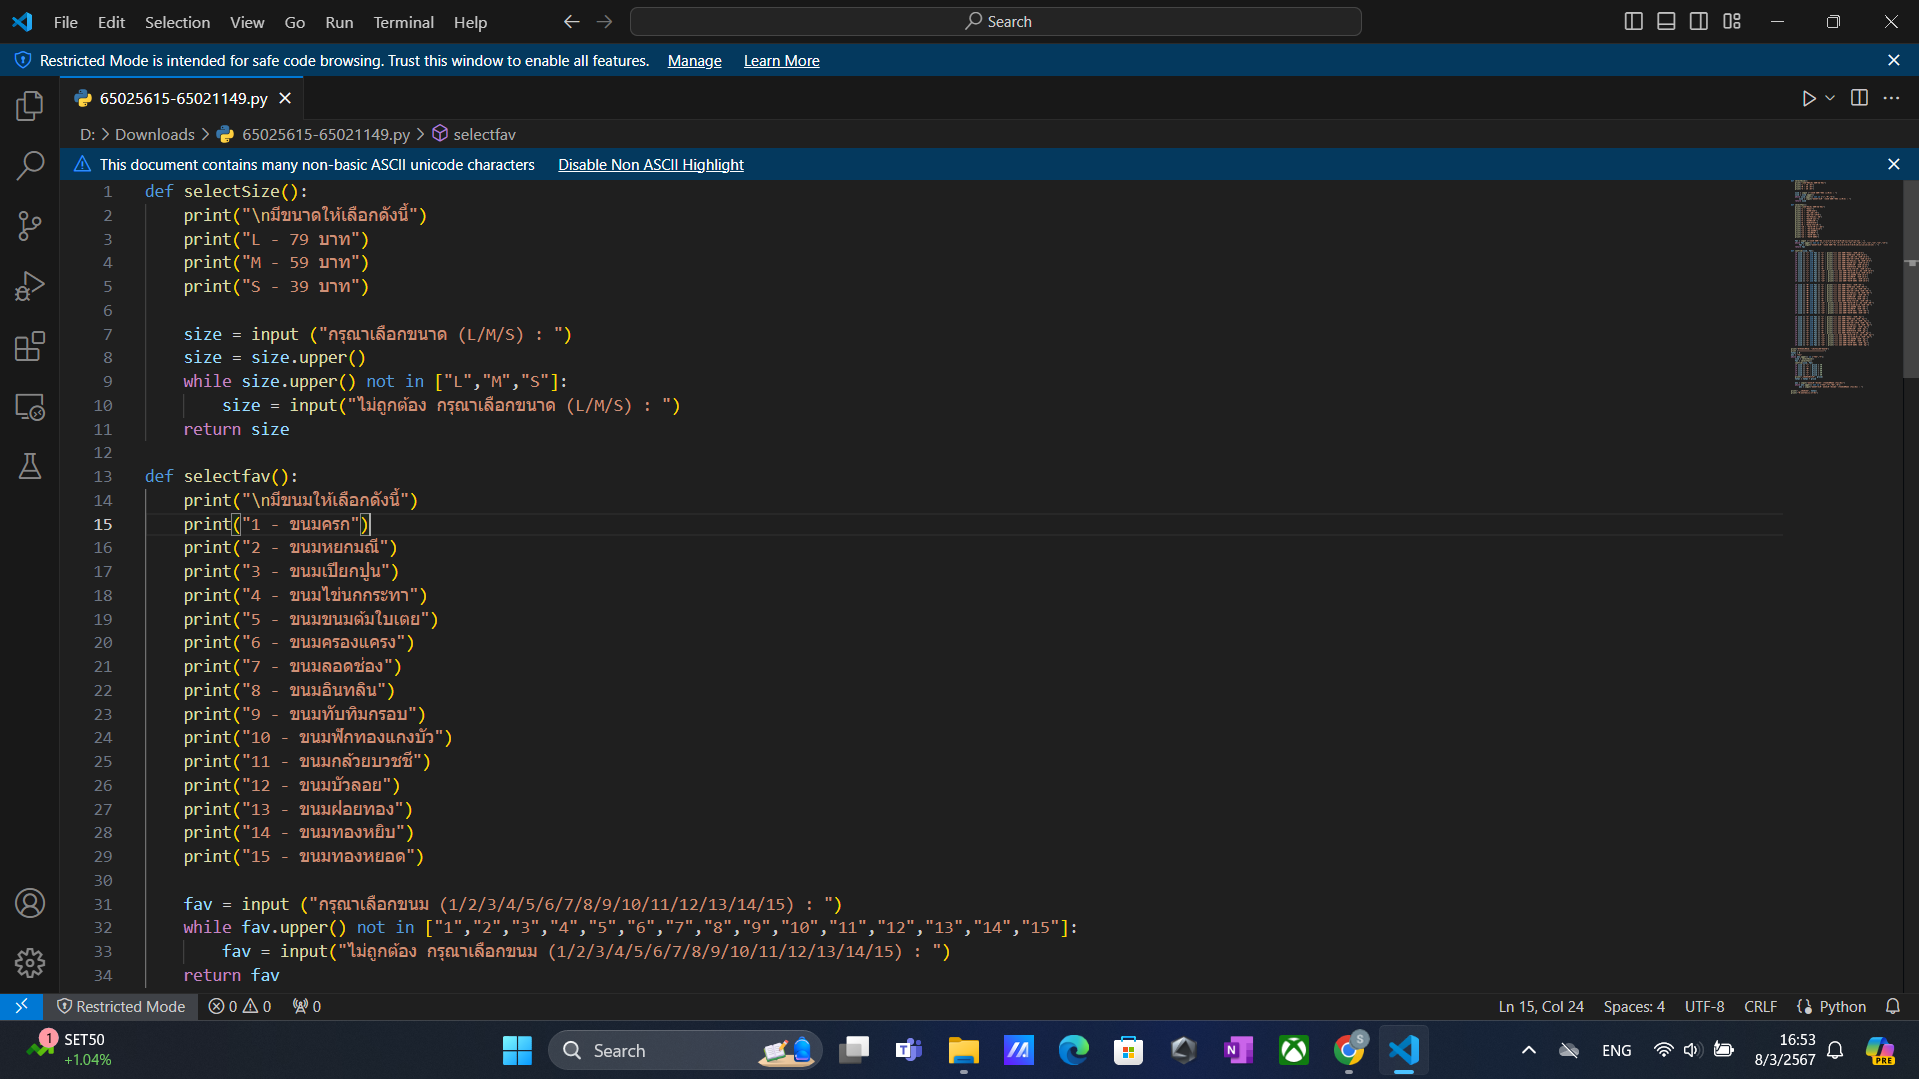 File Edit Selection View Go Run Terminal Help Search
Restricted Mode is intended for safe code browsing. Trust this window to enable all features. Manage Learn More
65025615-65021149.py
D: > Downloads > 65025615-65021149.py > selectfav
This document contains many non-basic ASCII unicode characters Disable Non ASCII Highlight
1 def selectSize():
2 print("\nมีขนาดให้เลือกดังนี้")
3 print("L - 79 บาท")
4 print("M - 59 บาท")
5 print("S - 39 บาท")
6
7 size = input ("กรุณาเลือกขนาด (L/M/S) : ")
8 size = size.upper()
9 while size.upper() not in ["L","M","S"]:
10 size = input("ไม่ถูกต้อง กรุณาเลือกขนาด (L/M/S) : ")
11 return size
12
13 def selectfav():
14 print("\nมีขนมให้เลือกดังนี้")
15 print("1 - ขนมครก")
16 print("2 - ขนมหยกมณี")
17 print("3 - ขนมเปียกปูน")
18 print("4 - ขนมไข่นกกระทา")
19 print("5 - ขนมขนมต้มใบเตย")
20 print("6 - ขนมครองแครง")
21 print("7 - ขนมลอดช่อง")
22 print("8 - ขนมอินทลิน")
23 print("9 - ขนมทับทิมกรอบ")
24 print("10 - ขนมฟักทองแกงบัว")
25 print("11 - ขนมกล้วยบวชชี")
26 print("12 - ขนมบัวลอย")
27 print("13 - ขนมฝอยทอง")
28 print("14 - ขนมทองหยิบ")
29 print("15 - ขนมทองหยอด")
30
31 fav = input ("กรุณาเลือกขนม (1/2/3/4/5/6/7/8/9/10/11/12/13/14/15) : ")
32 while fav.upper() not in ["1","2","3","4","5","6","7","8","9","10","11","12","13","14","15"]:
33 fav = input("ไม่ถูกต้อง กรุณาเลือกขนม (1/2/3/4/5/6/7/8/9/10/11/12/13/14/15) : ")
34 return fav
Restricted Mode 0 0 0 Ln 15, Col 24 Spaces: 4 UTF-8 CRLF Python
1 SET50
+1.04%
Search
ENG
16:53
8/3/2567
PRE